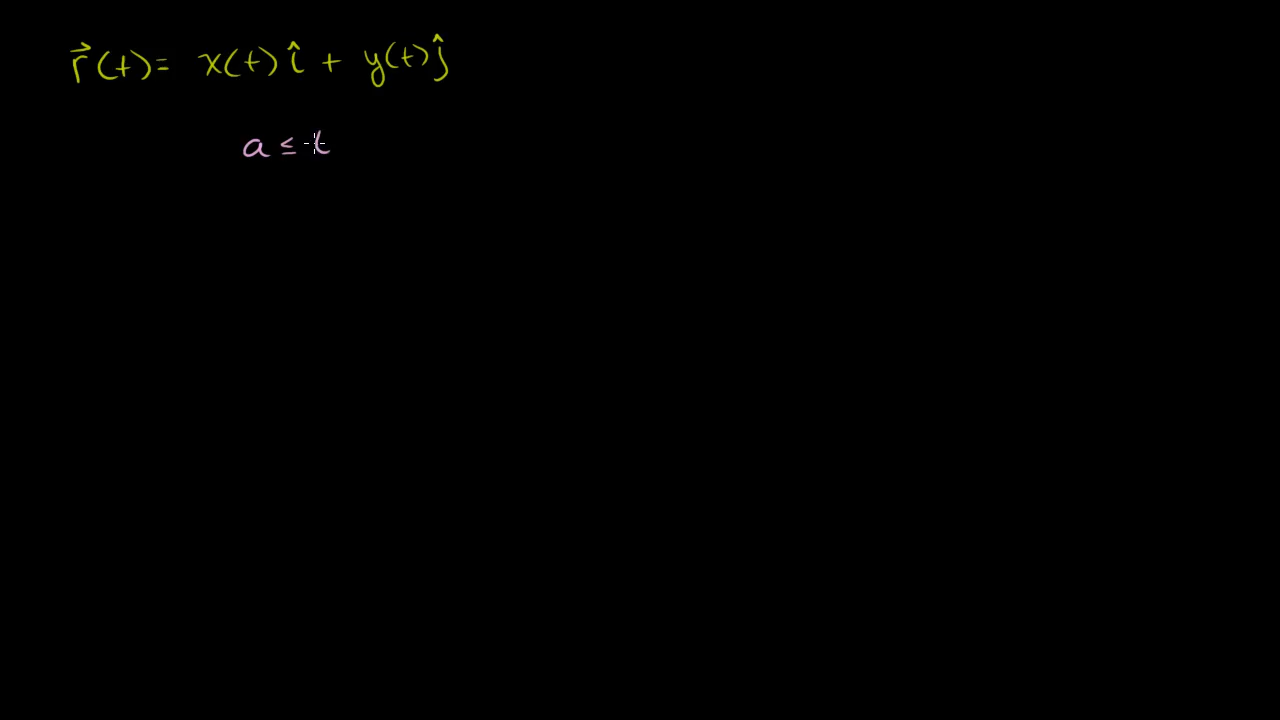 r⃗(t)= x(t)î + y(t)ĵ
a ≤ t